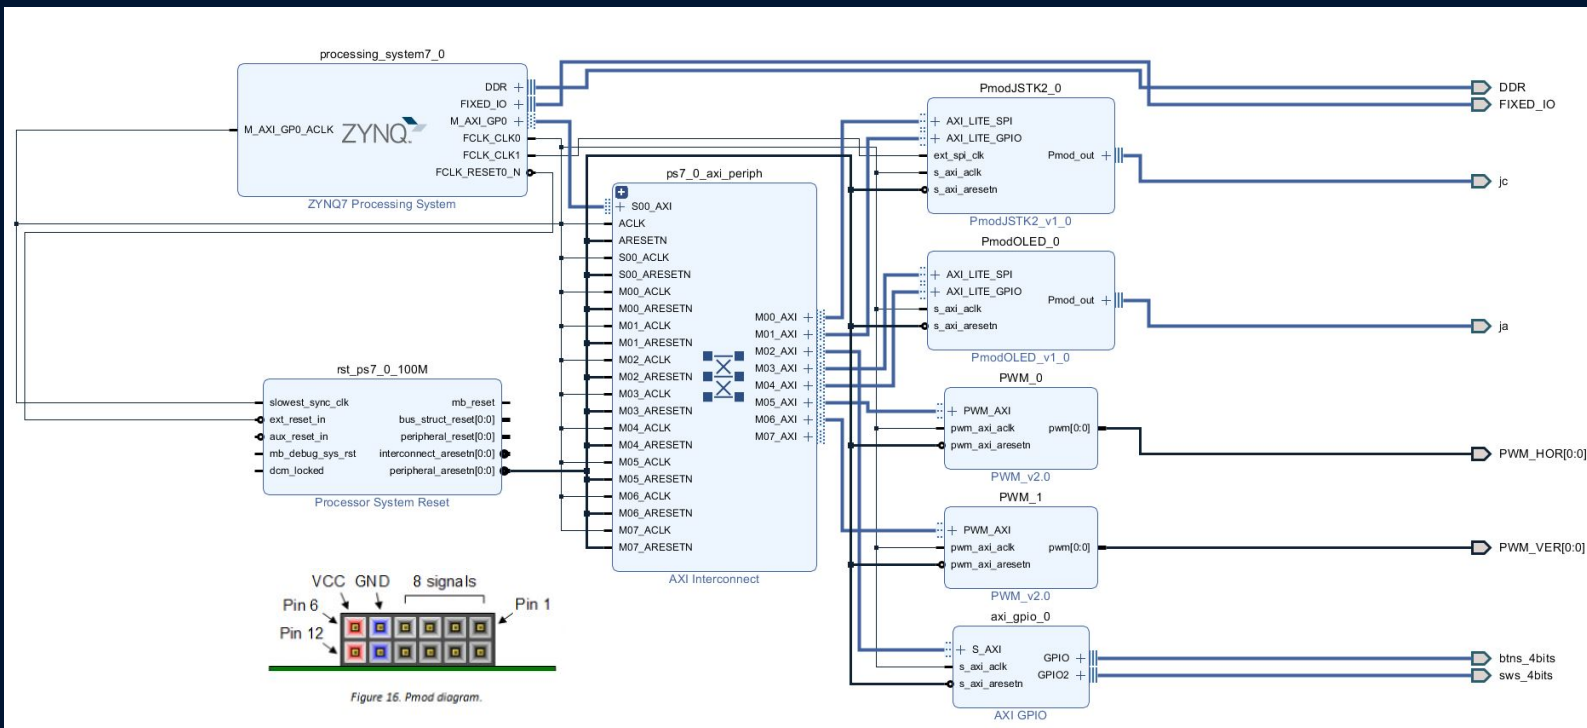 processing_system7_0
DDR
FIXED_IO
M_AXI_GP0
M_AXI_GP0_ACLK
ZYNQ
FCLK_CLK0
FCLK_CLK1
FCLK_RESET0_N
ZYNQ7 Processing System
rst_ps7_0_100M
slowest_sync_clk
ext_reset_in
aux_reset_in
mb_debug_sys_rst
dcm_locked
mb_reset
bus_struct_reset[0:0]
peripheral_reset[0:0]
interconnect_aresetn[0:0]
peripheral_aresetn[0:0]
Processor System Reset
ps7_0_axi_periph
S00_AXI
ACLK
ARESETN
S00_ACLK
S00_ARESETN
M00_ACLK
M00_ARESETN
M01_ACLK
M01_ARESETN
M02_ACLK
M02_ARESETN
M03_ACLK
M03_ARESETN
M04_ACLK
M04_ARESETN
M05_ACLK
M05_ARESETN
M06_ACLK
M06_ARESETN
M07_ACLK
M07_ARESETN
M00_AXI
M01_AXI
M02_AXI
M03_AXI
M04_AXI
M05_AXI
M06_AXI
M07_AXI
AXI Interconnect
PmodJSTK2_0
AXI_LITE_SPI
AXI_LITE_GPIO
ext_spi_clk
s_axi_aclk
s_axi_aresetn
Pmod_out
PmodJSTK2_v1_0
PmodOLED_0
AXI_LITE_SPI
AXI_LITE_GPIO
s_axi_aclk
s_axi_aresetn
Pmod_out
PmodOLED_v1_0
PWM_0
PWM_AXI
pwm_axi_aclk
pwm_axi_aresetn
pwm[0:0]
PWM_v2.0
PWM_1
PWM_AXI
pwm_axi_aclk
pwm_axi_aresetn
pwm[0:0]
PWM_v2.0
axi_gpio_0
S_AXI
s_axi_aclk
s_axi_aresetn
GPIO
GPIO2
AXI GPIO
DDR
FIXED_IO
jc
ja
PWM_HOR[0:0]
PWM_VER[0:0]
btns_4bits
sws_4bits
VCC GND 8 signals
Pin 6
Pin 1
Pin 12
Figure 16. Pmod diagram.